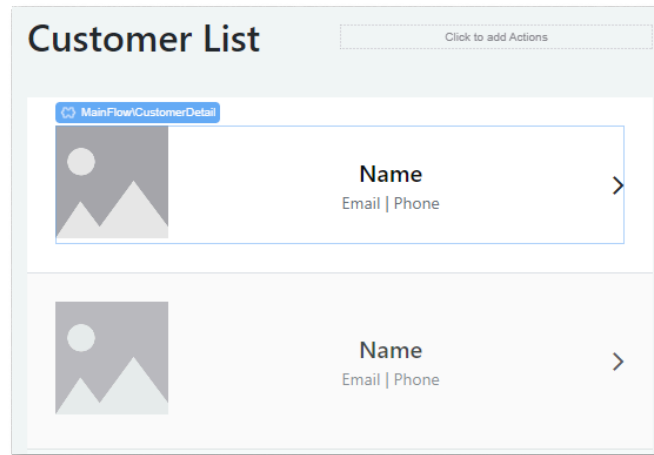 Customer List
Click to add Actions
MainFlow\CustomerDetail
Name
Email | Phone
Name
Email | Phone